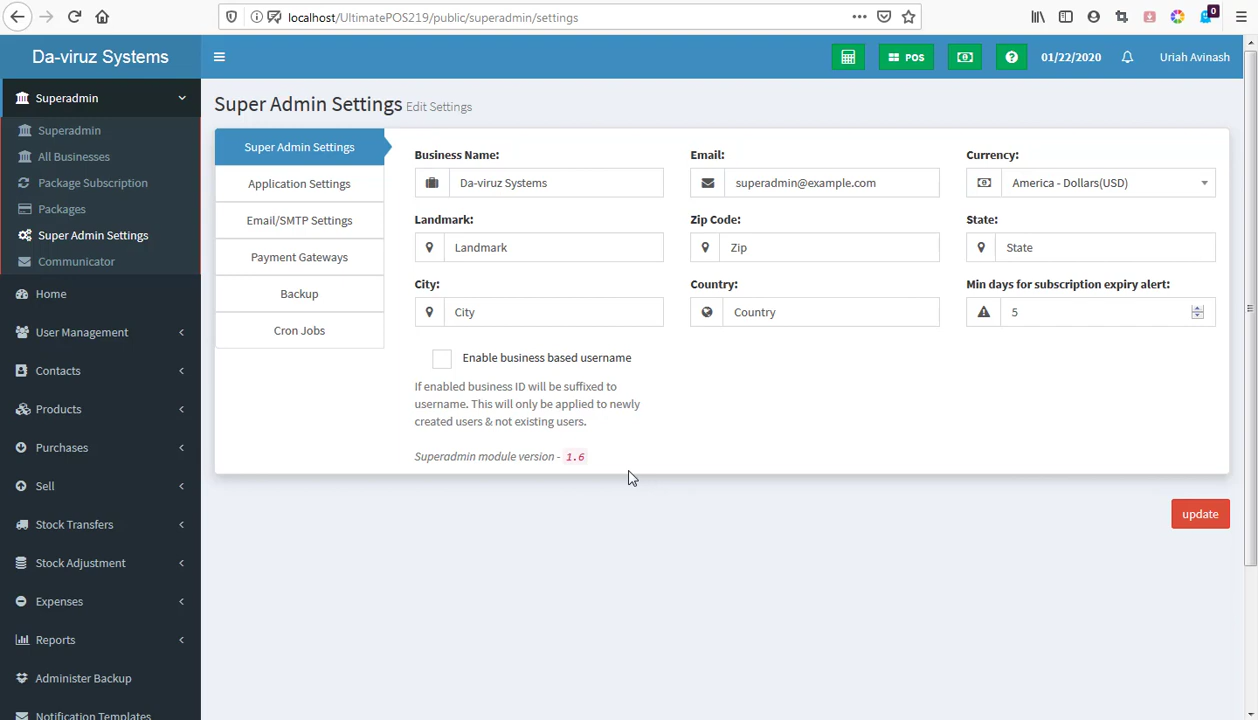 localhost/UltimatePOS219/public/superadmin/settings
0
Da-viruz Systems
POS
01/22/2020
Uriah Avinash
Superadmin
Superadmin
All Businesses
Package Subscription
Packages
Super Admin Settings
Communicator
Home
User Management
Contacts
Products
Purchases
Sell
Stock Transfers
Stock Adjustment
Expenses
Reports
Administer Backup
Notification Templates
Super Admin Settings Edit Settings
Super Admin Settings
Application Settings
Email/SMTP Settings
Payment Gateways
Backup
Cron Jobs
Business Name: Email: Currency:
Da-viruz Systems superadmin@example.com America - Dollars(USD)
Landmark: Zip Code: State:
Landmark Zip State
City: Country: Min days for subscription expiry alert:
City Country 5
Enable business based username
If enabled business ID will be suffixed to
username. This will only be applied to newly
created users & not existing users.
Superadmin module version - 1.6
update